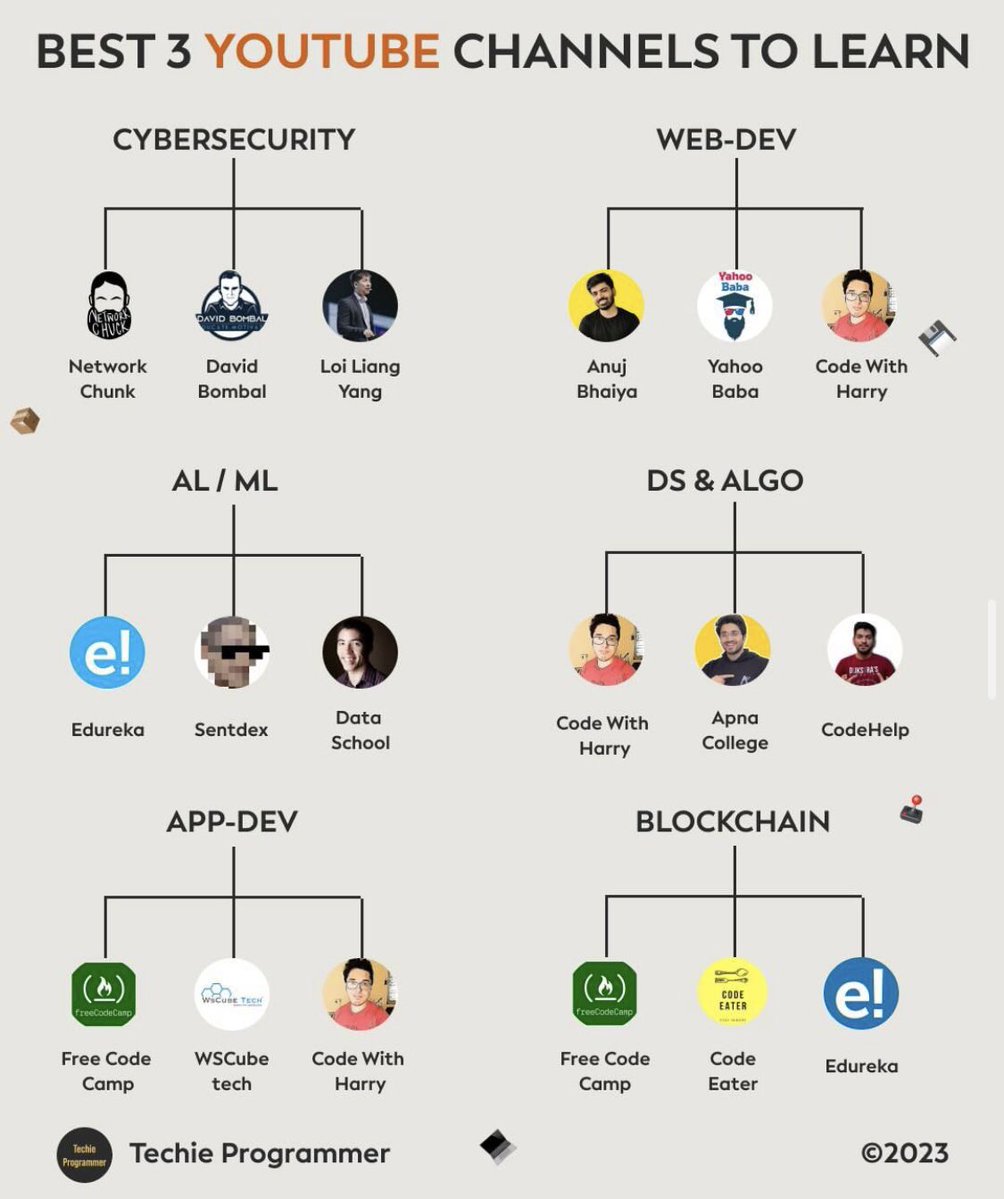 BEST 3 YOUTUBE CHANNELS TO LEARN
CYBERSECURITY
NETWORK
CHUCK
DAVID BOMBAL
Network
Chunk
David
Bombal
Loi Liang
Yang
WEB-DEV
Yahoo
Baba
Anuj
Bhaiya
Yahoo
Baba
Code With
Harry
AL / ML
e!
Edureka
Sentdex
Data
School
DS & ALGO
Code With
Harry
Apna
College
CodeHelp
APP-DEV
freeCodeCamp
WsCube Tech
Free Code
Camp
WSCube
tech
Code With
Harry
BLOCKCHAIN
freeCodeCamp
CODE
EATER
e!
Free Code
Camp
Code
Eater
Edureka
Techie
Programmer
Techie Programmer
©2023